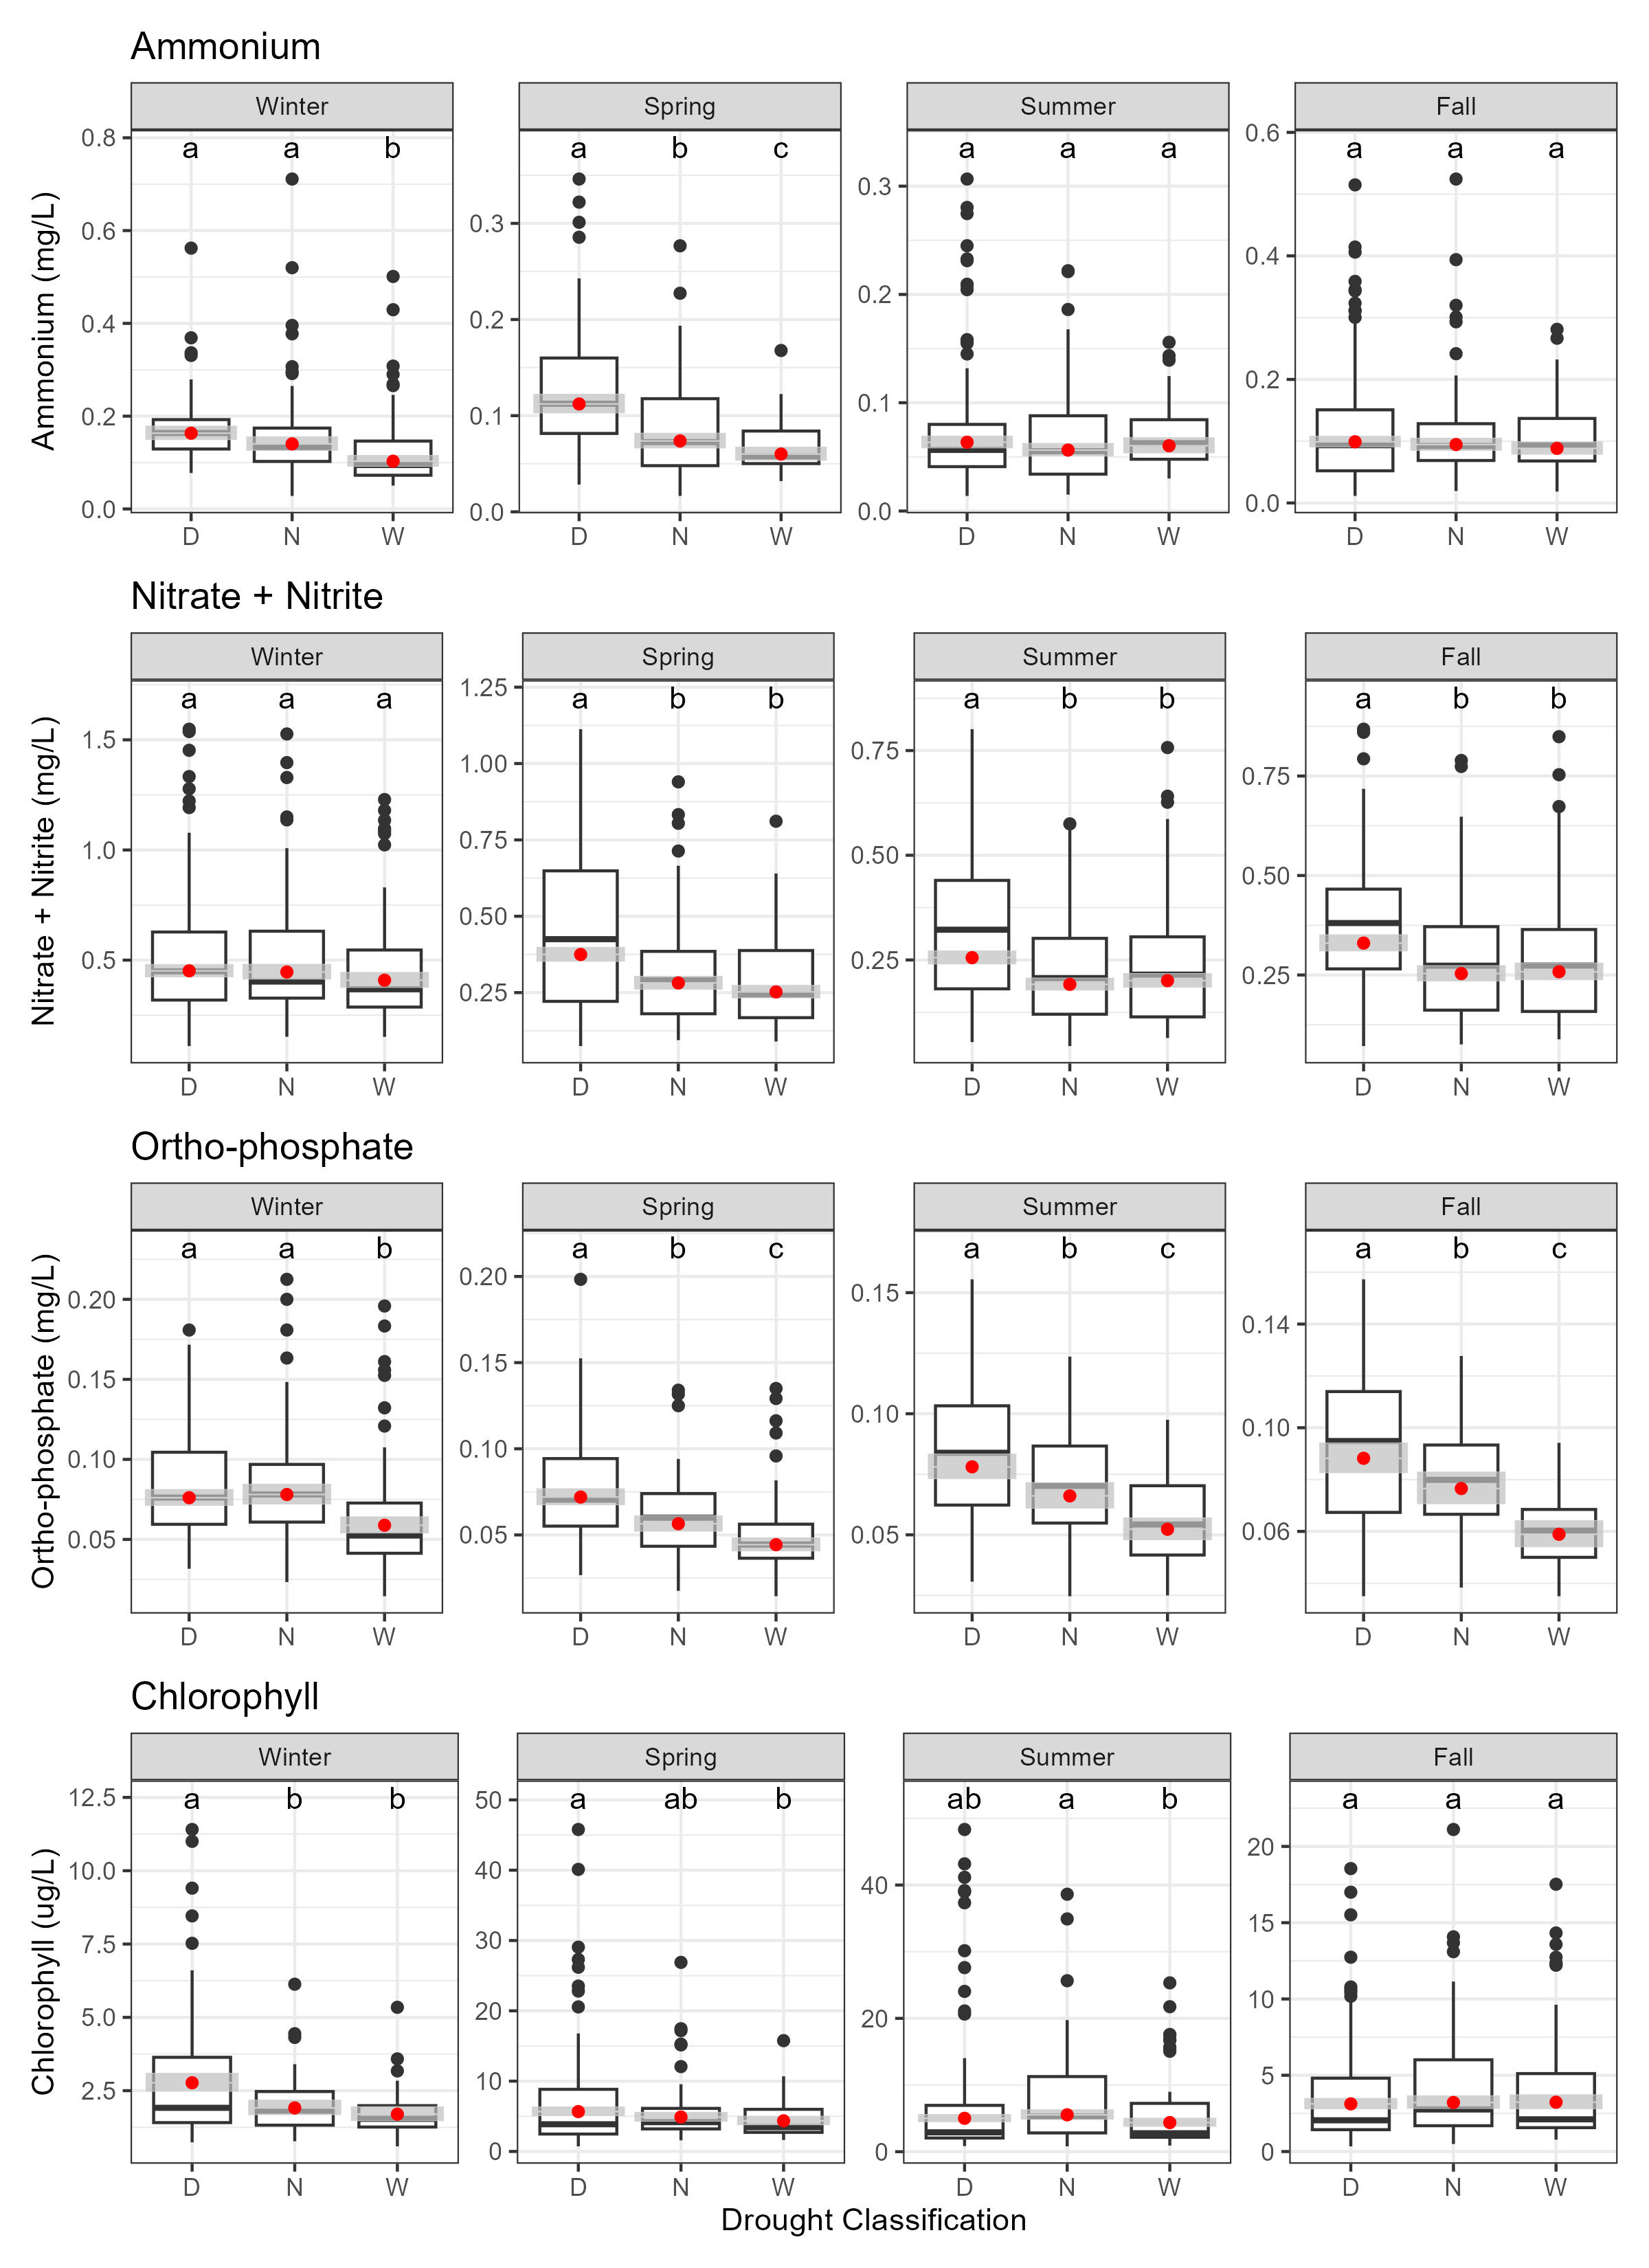 Ammonium
Winter Spring Summer Fall
a a b a b c a a a a a a
Ammonium (mg/L)
0.8 0.6 0.4 0.2 0.0
0.3 0.2 0.1 0.0
0.3 0.2 0.1 0.0
0.6 0.4 0.2 0.0
D N W D N W D N W D N W
Nitrate + Nitrite
Winter Spring Summer Fall
a a a a b b a b b a b b
Nitrate + Nitrite (mg/L)
1.5 1.0 0.5
1.25 1.00 0.75 0.50 0.25
0.75 0.50 0.25
0.75 0.50 0.25
D N W D N W D N W D N W
Ortho-phosphate
Winter Spring Summer Fall
a a b a b c a b c a b c
Ortho-phosphate (mg/L)
0.20 0.15 0.10 0.05
0.20 0.15 0.10 0.05
0.15 0.10 0.05
0.14 0.10 0.06
D N W D N W D N W D N W
Chlorophyll
Winter Spring Summer Fall
a b b a ab b ab a b a a a
Chlorophyll (ug/L)
12.5 10.0 7.5 5.0 2.5
50 40 30 20 10 0
40 20 0
20 15 10 5 0
D N W D N W D N W D N W
Drought Classification